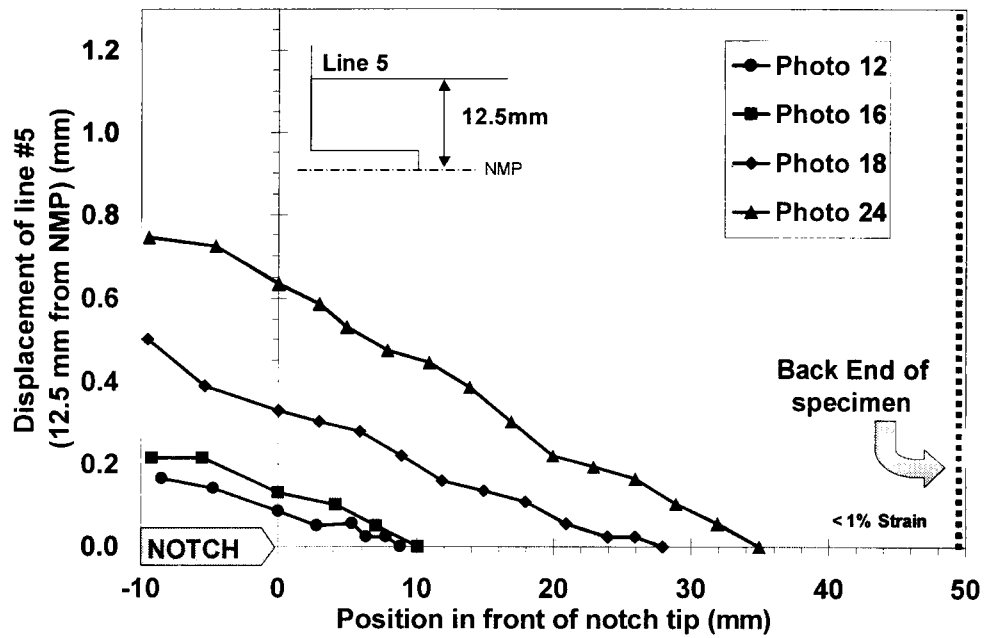 Displacement of line #5
(12.5 mm from NMP) (mm)
1.2
1.0
0.8
0.6
0.4
0.2
0.0
Line 5
12.5mm
NMP
Photo 12
Photo 16
Photo 18
Photo 24
Back End of
specimen
< 1% Strain
NOTCH
-10
0
10
20
30
40
50
Position in front of notch tip (mm)